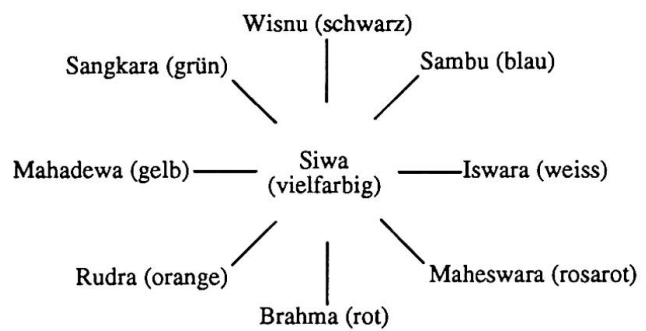 Wisnu (schwarz)
Sangkara (grün)
Sambu (blau)
Mahadewa (gelb)
Siwa
(vielfarbig)
Iswara (weiss)
Rudra (orange)
Maheswara (rosarot)
Brahma (rot)